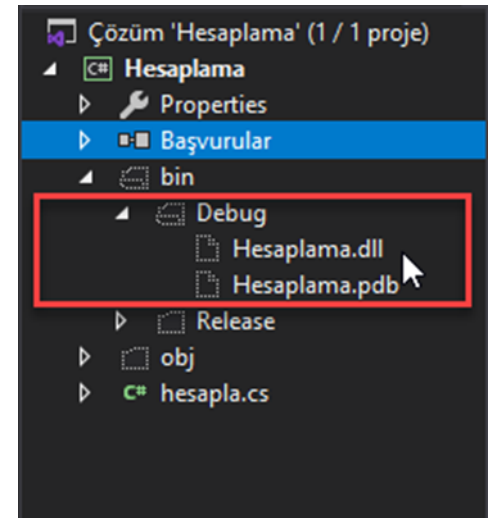 Çözüm 'Hesaplama' (1 / 1 proje)
C# Hesaplama
Properties
Başvurular
bin
Debug
Hesaplama.dll
Hesaplama.pdb
Release
obj
C# hesapla.cs